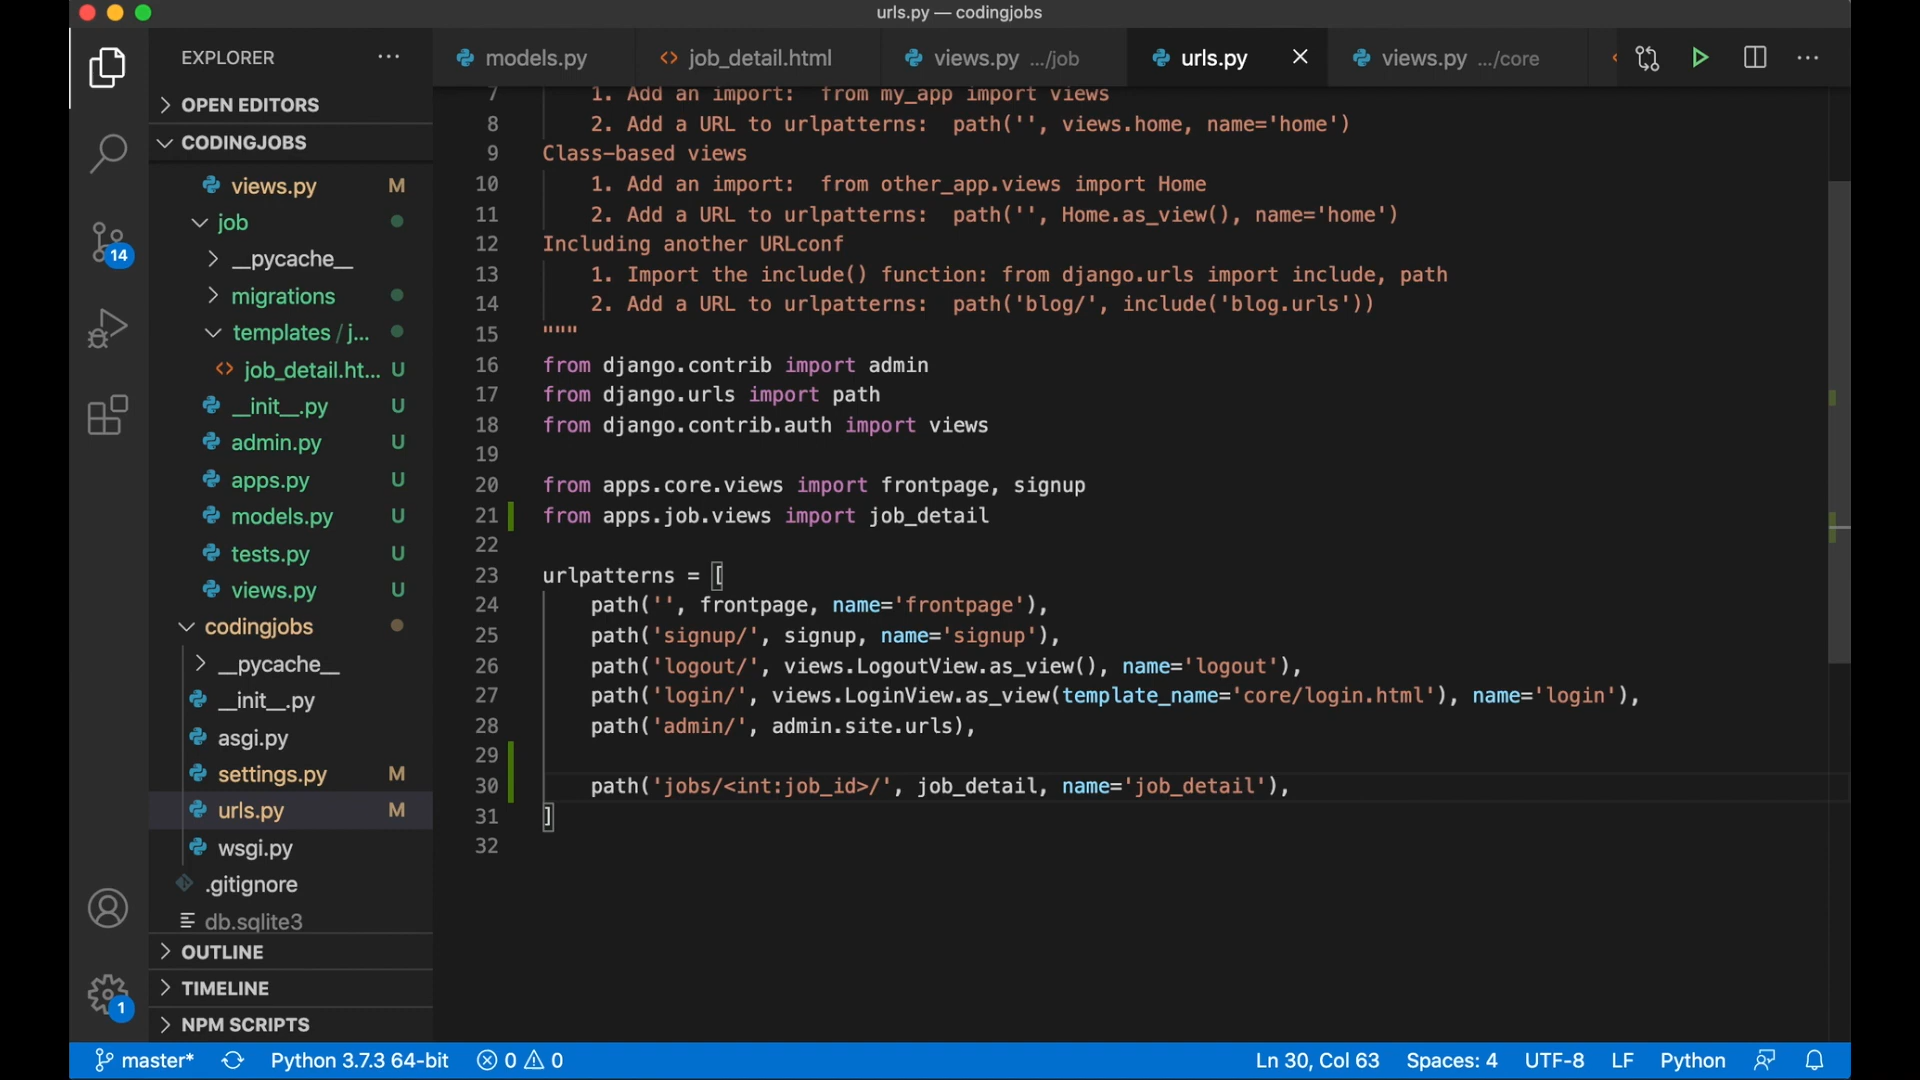 urls.py — codingjobs
EXPLORER
OPEN EDITORS
CODINGJOBS
views.py M
job
__pycache__
migrations
templates / j...
job_detail.ht... U
__init__.py U
admin.py U
apps.py U
models.py U
tests.py U
views.py U
codingjobs
__pycache__
__init__.py
asgi.py
settings.py M
urls.py M
wsgi.py
.gitignore
db.sqlite3
OUTLINE
TIMELINE
NPM SCRIPTS
14
1
models.py
job_detail.html
views.py .../job
urls.py
views.py .../core
7 1. Add an import:  from my_app import views
8 2. Add a URL to urlpatterns:  path('', views.home, name='home')
9 Class-based views
10 1. Add an import:  from other_app.views import Home
11 2. Add a URL to urlpatterns:  path('', Home.as_view(), name='home')
12 Including another URLconf
13 1. Import the include() function: from django.urls import include, path
14 2. Add a URL to urlpatterns:  path('blog/', include('blog.urls'))
15 """
16 from django.contrib import admin
17 from django.urls import path
18 from django.contrib.auth import views
19
20 from apps.core.views import frontpage, signup
21 from apps.job.views import job_detail
22
23 urlpatterns = [
24 path('', frontpage, name='frontpage'),
25 path('signup/', signup, name='signup'),
26 path('logout/', views.LogoutView.as_view(), name='logout'),
27 path('login/', views.LoginView.as_view(template_name='core/login.html'), name='login'),
28 path('admin/', admin.site.urls),
29
30 path('jobs/<int:job_id>/', job_detail, name='job_detail'),
31 ]
32
master* Python 3.7.3 64-bit 0 0 Ln 30, Col 63 Spaces: 4 UTF-8 LF Python